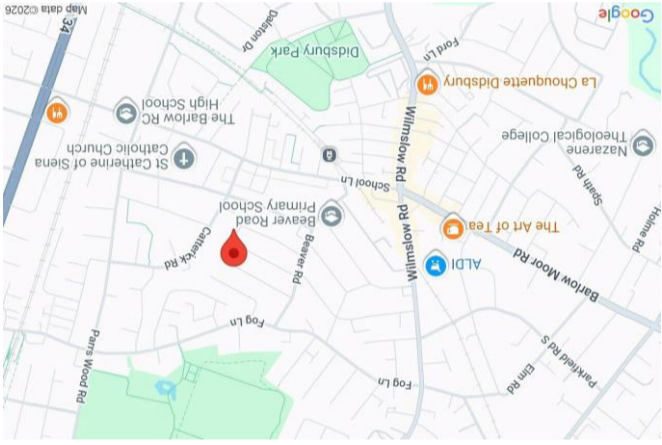 Fog Ln
Elm Rd
Parkfield Rd S
Parrs Wood Rd
Fog Ln
Barlow Moor Rd
ALDI
Beaver Rd
Catterick Rd
Wilmslow Rd
Holme Rd
The Art of Tea
Beaver Road
Primary School
Spath Rd
School Ln
St Catherine of Siena
Catholic Church
Nazarene
Theological College
Wilmslow Rd
The Barlow RC
High School
La Chouquette Didsbury
Didsbury Park
Ford Ln
Dalston Dr
34
Google
Map data ©2026